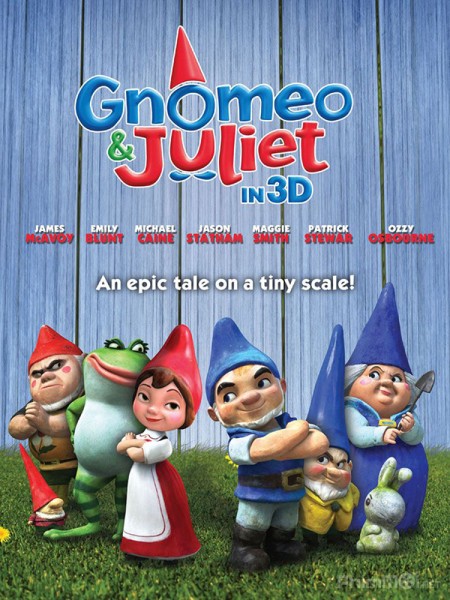 GNOMEO
& JULIET
IN 3D
JAMES EMILY MICHAEL JASON MAGGIE PATRICK OZZY
McAVOY BLUNT CAINE STATHAM SMITH STEWAR OSBOURNE
An epic tale on a tiny scale!